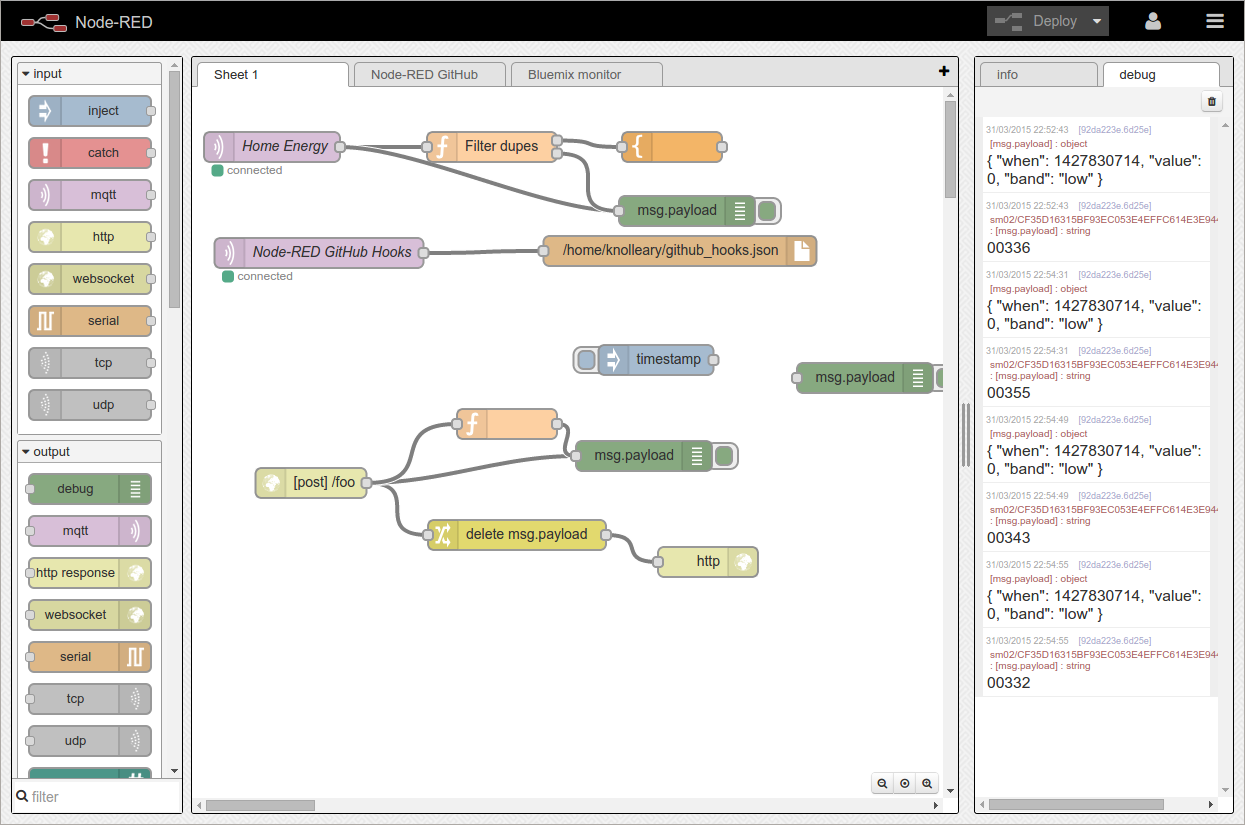 Node-RED
Deploy
input
inject
catch
mqtt
http
websocket
serial
tcp
udp
output
debug
mqtt
http response
websocket
serial
tcp
udp
filter
Sheet 1
Node-RED GitHub
Bluemix monitor
Home Energy
connected
Filter dupes
msg.payload
Node-RED GitHub Hooks
connected
/home/knolleary/github_hooks.json
timestamp
msg.payload
msg.payload
[post] /foo
delete msg.payload
http
info
debug
31/03/2015 22:52:43 [92da223e.6d25e]
[msg.payload] : object
{ "when": 1427830714, "value":
0, "band": "low" }
31/03/2015 22:52:43 [92da223e.6d25e]
sm02/CF35D16315BF93EC053E4EFFC614E3E944
: [msg.payload] : string
00336
31/03/2015 22:54:31 [92da223e.6d25e]
[msg.payload] : object
{ "when": 1427830714, "value":
0, "band": "low" }
31/03/2015 22:54:31 [92da223e.6d25e]
sm02/CF35D16315BF93EC053E4EFFC614E3E944
: [msg.payload] : string
00355
31/03/2015 22:54:49 [92da223e.6d25e]
[msg.payload] : object
{ "when": 1427830714, "value":
0, "band": "low" }
31/03/2015 22:54:49 [92da223e.6d25e]
sm02/CF35D16315BF93EC053E4EFFC614E3E944
: [msg.payload] : string
00343
31/03/2015 22:54:55 [92da223e.6d25e]
[msg.payload] : object
{ "when": 1427830714, "value":
0, "band": "low" }
31/03/2015 22:54:55 [92da223e.6d25e]
sm02/CF35D16315BF93EC053E4EFFC614E3E944
: [msg.payload] : string
00332